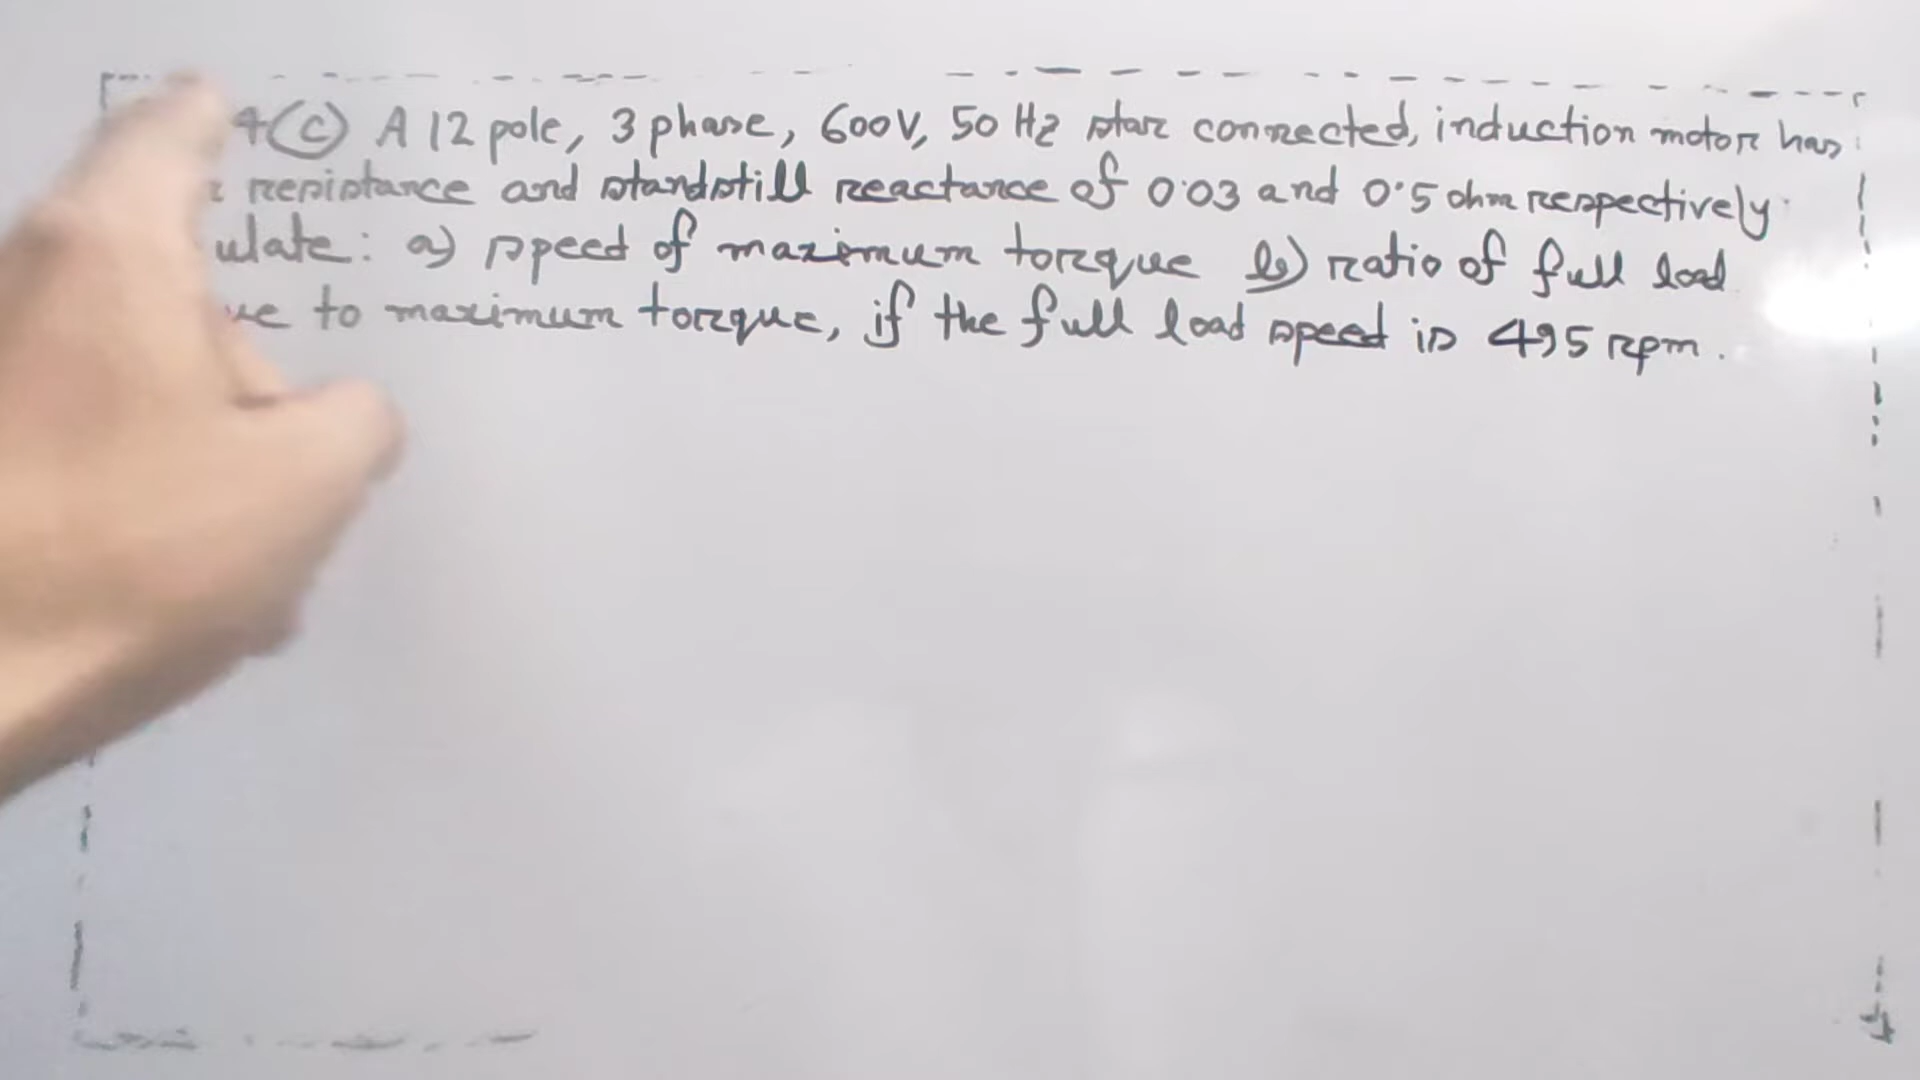 4(c) A 12 pole, 3 phase, 600V, 50 Hz star connected, induction motor has
resistance and standstill reactance of 0.03 and 0.5 ohm respectively.
ulate: a) speed of maximum torque b) ratio of full load
ue to maximum torque, if the full load speed is 495 rpm.